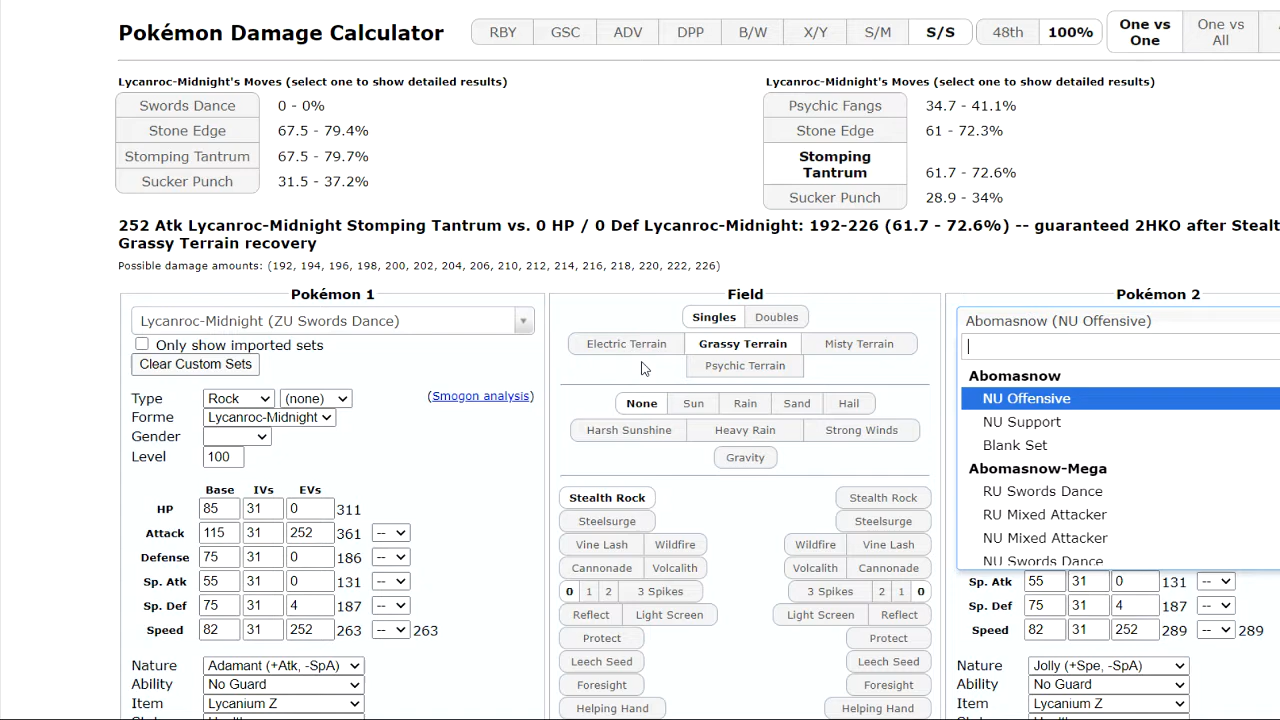 Pokémon Damage Calculator RBY GSC ADV DPP B/W X/Y S/M S/S 48th 100% One vs One One vs All
Lycanroc-Midnight's Moves (select one to show detailed results)
Swords Dance 0 - 0%
Stone Edge 67.5 - 79.4%
Stomping Tantrum 67.5 - 79.7%
Sucker Punch 31.5 - 37.2%
Lycanroc-Midnight's Moves (select one to show detailed results)
Psychic Fangs 34.7 - 41.1%
Stone Edge 61 - 72.3%
Stomping Tantrum 61.7 - 72.6%
Sucker Punch 28.9 - 34%
252 Atk Lycanroc-Midnight Stomping Tantrum vs. 0 HP / 0 Def Lycanroc-Midnight: 192-226 (61.7 - 72.6%) -- guaranteed 2HKO after Stealt
Grassy Terrain recovery
Possible damage amounts: (192, 194, 196, 198, 200, 202, 204, 206, 210, 212, 214, 216, 218, 220, 222, 226)
Pokémon 1
Lycanroc-Midnight (ZU Swords Dance)
Only show imported sets
Clear Custom Sets
Type Rock (none) (Smogon analysis)
Forme Lycanroc-Midnight
Gender
Level 100
Base IVs EVs
HP 85 31 0 311
Attack 115 31 252 361 --
Defense 75 31 0 186 --
Sp. Atk 55 31 0 131 --
Sp. Def 75 31 4 187 --
Speed 82 31 252 263 -- 263
Nature Adamant (+Atk, -SpA)
Ability No Guard
Item Lycanium Z
Field
Singles Doubles
Electric Terrain Grassy Terrain Misty Terrain
Psychic Terrain
None Sun Rain Sand Hail
Harsh Sunshine Heavy Rain Strong Winds
Gravity
Stealth Rock Stealth Rock
Steelsurge Steelsurge
Vine Lash Wildfire Wildfire Vine Lash
Cannonade Volcalith Volcalith Cannonade
0 1 2 3 Spikes 3 Spikes 2 1 0
Reflect Light Screen Light Screen Reflect
Protect Protect
Leech Seed Leech Seed
Foresight Foresight
Helping Hand Helping Hand
Pokémon 2
Abomasnow (NU Offensive)
Abomasnow
NU Offensive
NU Support
Blank Set
Abomasnow-Mega
RU Swords Dance
RU Mixed Attacker
NU Mixed Attacker
NU Swords Dance
Sp. Atk 55 31 0 131 --
Sp. Def 75 31 4 187 --
Speed 82 31 252 289 -- 289
Nature Jolly (+Spe, -SpA)
Ability No Guard
Item Lycanium Z